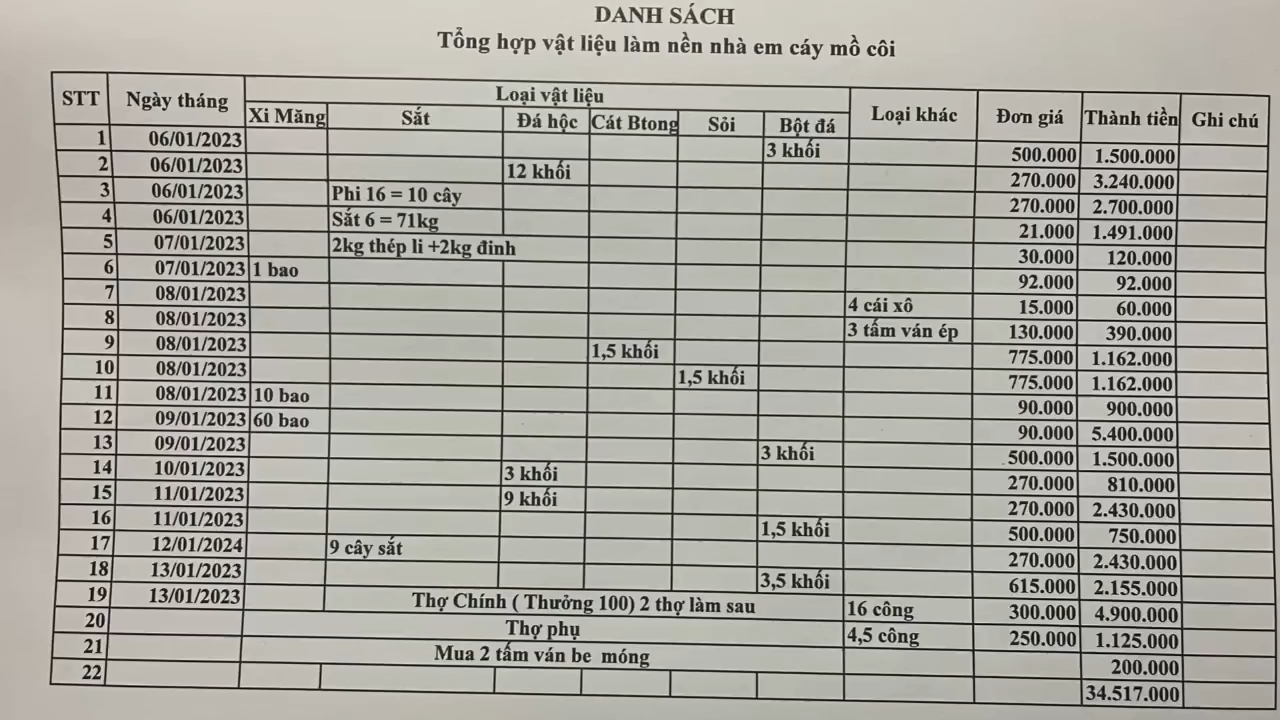 DANH SÁCH
Tổng hợp vật liệu làm nền nhà em cáy mồ côi
STT Ngày tháng Loại vật liệu Loại khác Đơn giá Thành tiền Ghi chú
Xi Măng Sắt Đá hộc Cát Btong Sỏi Bột đá
1 06/01/2023 3 khối 500.000 1.500.000
2 06/01/2023 12 khối 270.000 3.240.000
3 06/01/2023 Phi 16 = 10 cây 270.000 2.700.000
4 06/01/2023 Sắt 6 = 71kg 21.000 1.491.000
5 07/01/2023 2kg thép li +2kg đinh 30.000 120.000
6 07/01/2023 1 bao 92.000 92.000
7 08/01/2023 4 cái xô 15.000 60.000
8 08/01/2023 3 tấm ván ép 130.000 390.000
9 08/01/2023 1,5 khối 775.000 1.162.000
10 08/01/2023 1,5 khối 775.000 1.162.000
11 08/01/2023 10 bao 90.000 900.000
12 09/01/2023 60 bao 90.000 5.400.000
13 09/01/2023 3 khối 500.000 1.500.000
14 10/01/2023 3 khối 270.000 810.000
15 11/01/2023 9 khối 270.000 2.430.000
16 11/01/2023 1,5 khối 500.000 750.000
17 12/01/2024 9 cây sắt 270.000 2.430.000
18 13/01/2023 3,5 khối 615.000 2.155.000
19 13/01/2023 Thợ Chính ( Thưởng 100) 2 thợ làm sau 16 công 300.000 4.900.000
20 Thợ phụ 4,5 công 250.000 1.125.000
21 Mua 2 tấm ván be móng 200.000
22 34.517.000